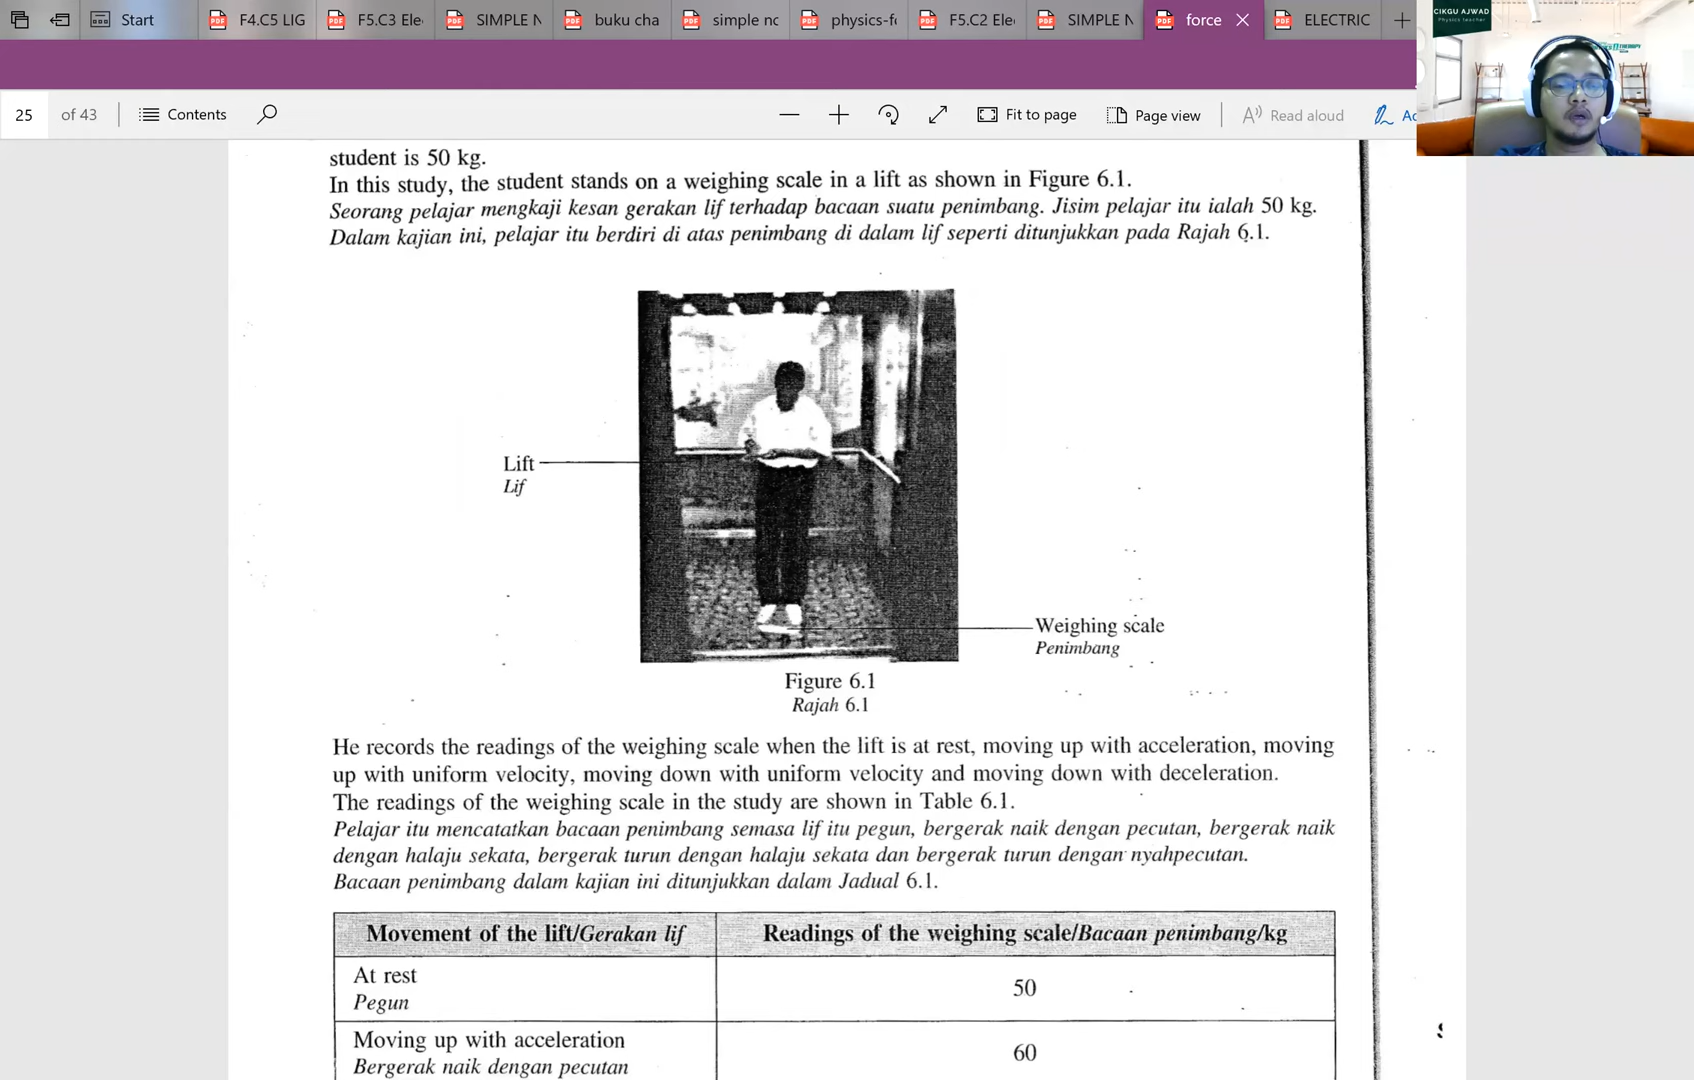 Start
F4.C5 LIG
F5.C3 Ele
SIMPLE N
buku cha
simple nc
physics-f
F5.C2 Ele
SIMPLE N
force
ELECTRIC
CIKGU AJWAD
Physics teacher
25 of 43
Contents
Fit to page
Page view
Read aloud
student is 50 kg.
In this study, the student stands on a weighing scale in a lift as shown in Figure 6.1.
Seorang pelajar mengkaji kesan gerakan lif terhadap bacaan suatu penimbang. Jisim pelajar itu ialah 50 kg.
Dalam kajian ini, pelajar itu berdiri di atas penimbang di dalam lif seperti ditunjukkan pada Rajah 6.1.
Lift
Lif
Weighing scale
Penimbang
Figure 6.1
Rajah 6.1
He records the readings of the weighing scale when the lift is at rest, moving up with acceleration, moving
up with uniform velocity, moving down with uniform velocity and moving down with deceleration.
The readings of the weighing scale in the study are shown in Table 6.1.
Pelajar itu mencatatkan bacaan penimbang semasa lif itu pegun, bergerak naik dengan pecutan, bergerak naik
dengan halaju sekata, bergerak turun dengan halaju sekata dan bergerak turun dengan nyahpecutan.
Bacaan penimbang dalam kajian ini ditunjukkan dalam Jadual 6.1.
Movement of the lift/Gerakan lif
Readings of the weighing scale/Bacaan penimbang/kg
At rest
Pegun
50
Moving up with acceleration
Bergerak naik dengan pecutan
60